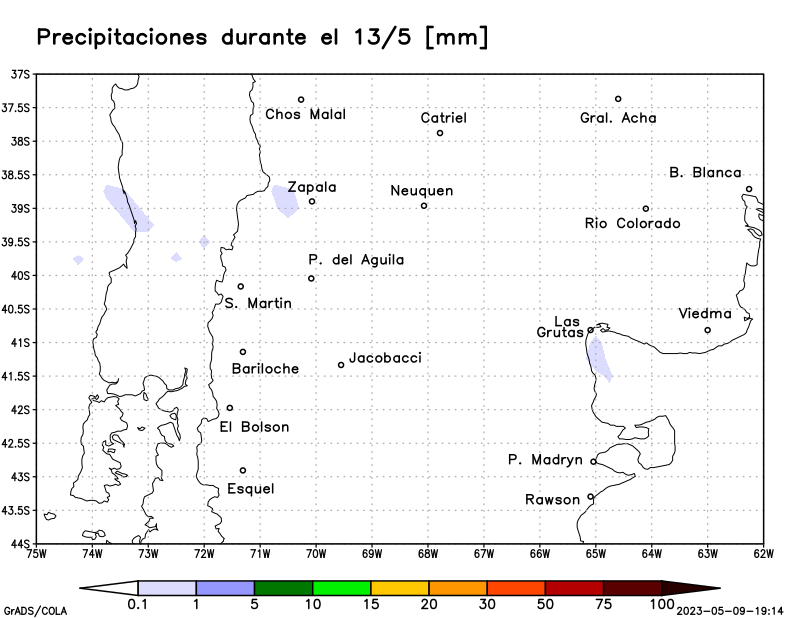 Precipitaciones durante el 13/5 [mm]
37S
37.5S
38S
38.5S
39S
39.5S
40S
40.5S
41S
41.5S
42S
42.5S
43S
43.5S
44S
Chos Malal
Catriel
Gral. Acha
B. Blanca
Zapala
Neuquen
Rio Colorado
P. del Aguila
S. Martin
Las
Grutas
Viedma
Bariloche
Jacobacci
El Bolson
P. Madryn
Esquel
Rawson
75W 74W 73W 72W 71W 70W 69W 68W 67W 66W 65W 64W 63W 62W
0.1 1 5 10 15 20 30 50 75 100
GrADS/COLA
2023-05-09-19:14